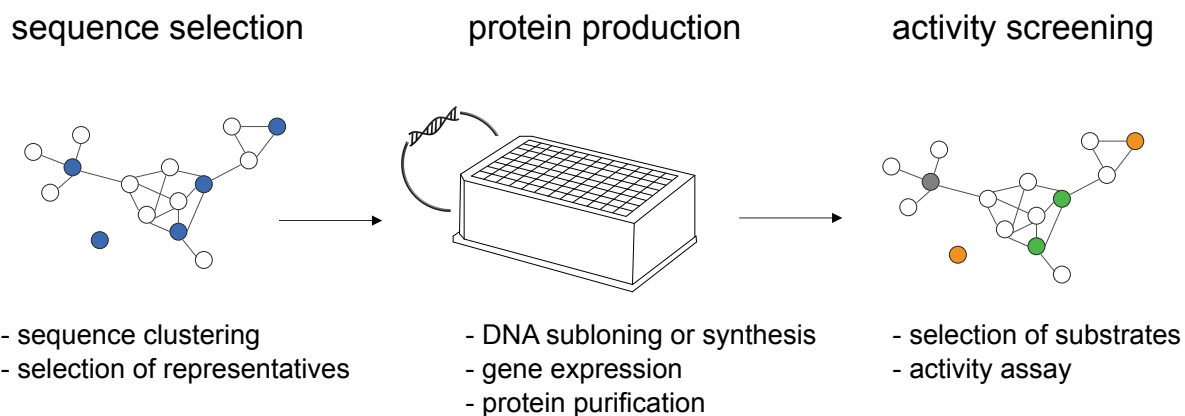 sequence selection
protein production
activity screening
- sequence clustering
- selection of representatives
- DNA subloning or synthesis
- gene expression
- protein purification
- selection of substrates
- activity assay